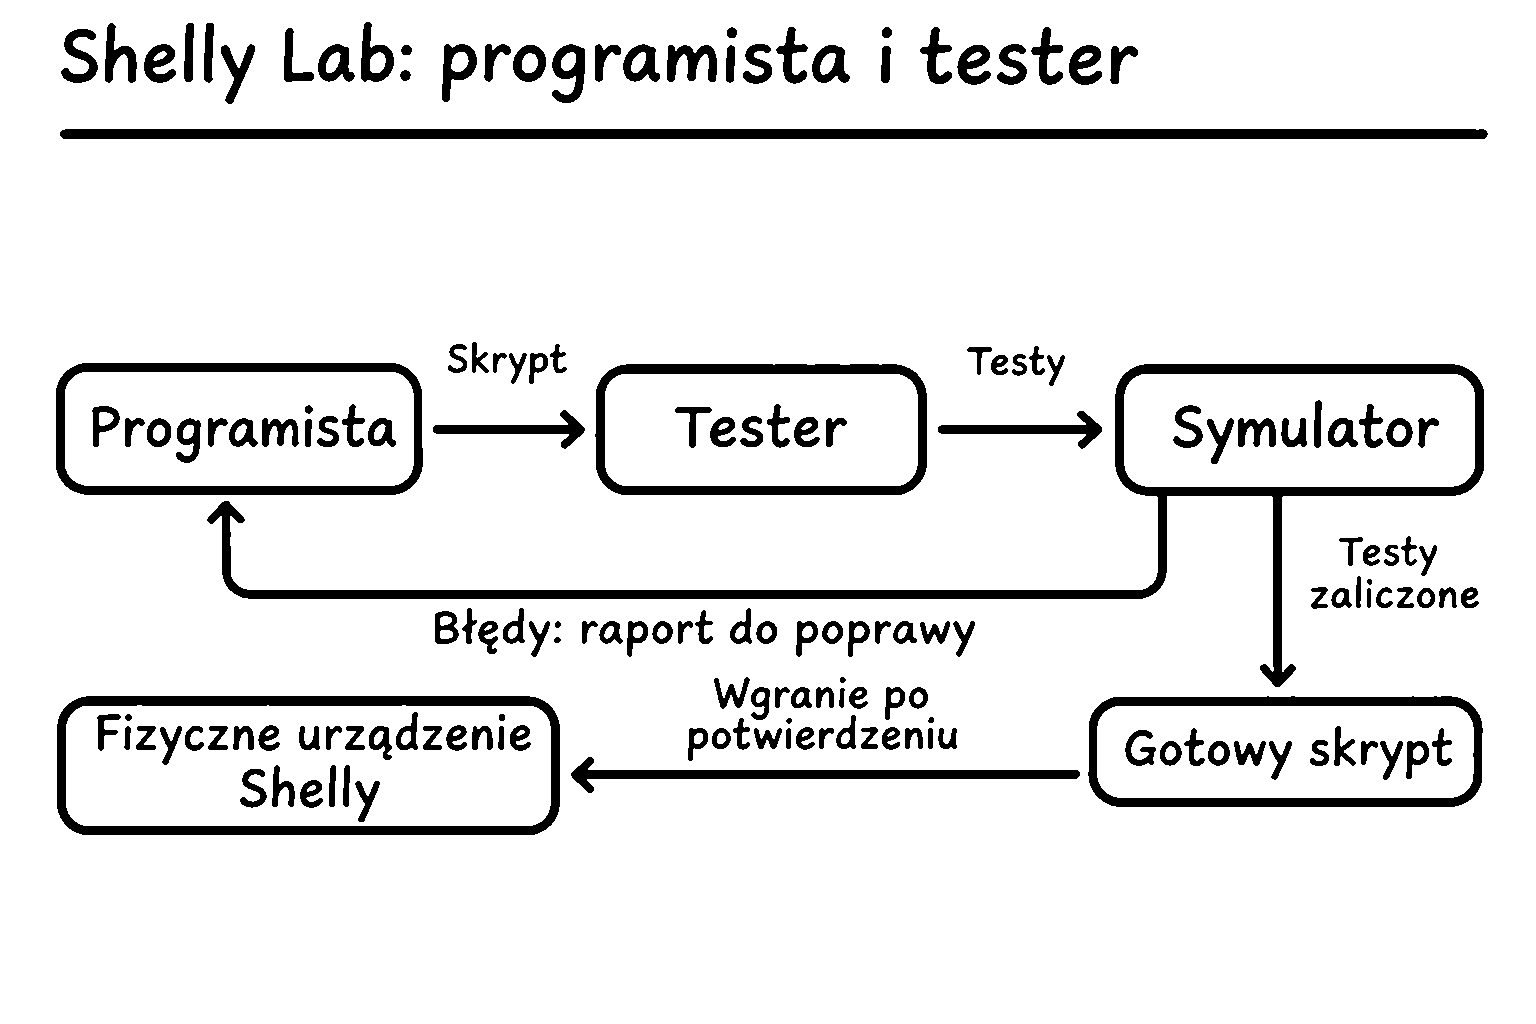 Shelly Lab: programista i tester
Skrypt
Testy
Programista
Tester
Symulator
Testy
zaliczone
Błędy: raport do poprawy
Wgranie po
potwierdzeniu
Fizyczne urządzenie
Shelly
Gotowy skrypt